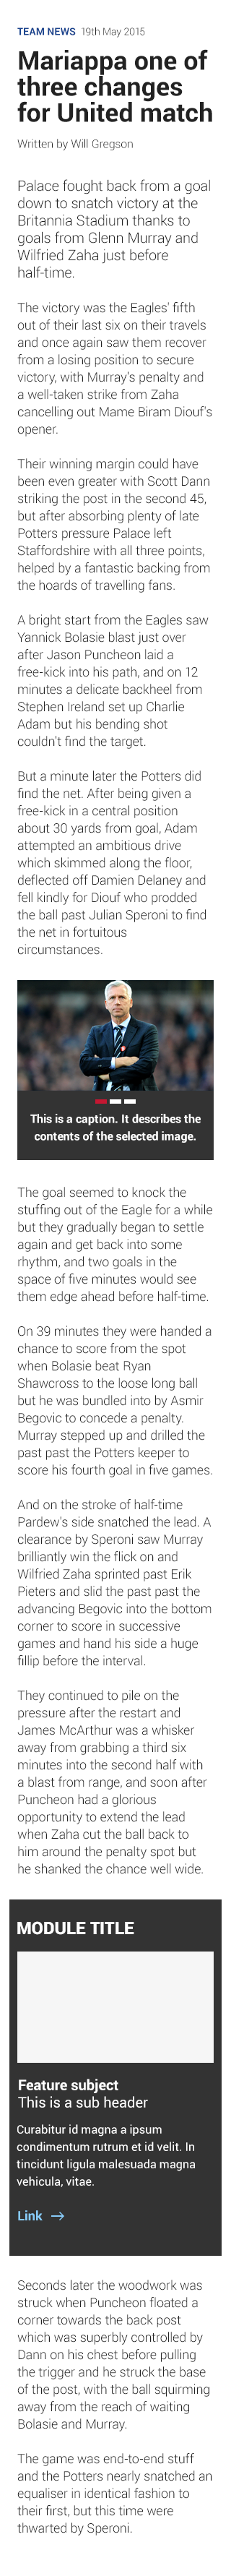 TEAM NEWS 19th May 2015
Mariappa one of
three changes
for United match
Written by Will Gregson
Palace fought back from a goal
down to snatch victory at the
Britannia Stadium thanks to
goals from Glenn Murray and
Wilfried Zaha just before
half-time.
The victory was the Eagles' fifth
out of their last six on their travels
and once again saw them recover
from a losing position to secure
victory, with Murray's penalty and
a well-taken strike from Zaha
cancelling out Mame Biram Diouf's
opener.
Their winning margin could have
been even greater with Scott Dann
striking the post in the second 45,
but after absorbing plenty of late
Potters pressure Palace left
Staffordshire with all three points,
helped by a fantastic backing from
the hoards of travelling fans.
A bright start from the Eagles saw
Yannick Bolasie blast just over
after Jason Puncheon laid a
free-kick into his path, and on 12
minutes a delicate backheel from
Stephen Ireland set up Charlie
Adam but his bending shot
couldn't find the target.
But a minute later the Potters did
find the net. After being given a
free-kick in a central position
about 30 yards from goal, Adam
attempted an ambitious drive
which skimmed along the floor,
deflected off Damien Delaney and
fell kindly for Diouf who prodded
the ball past Julian Speroni to find
the net in fortuitous
circumstances.
This is a caption. It describes the
contents of the selected image.
The goal seemed to knock the
stuffing out of the Eagle for a while
but they gradually began to settle
again and get back into some
rhythm, and two goals in the
space of five minutes would see
them edge ahead before half-time.
On 39 minutes they were handed a
chance to score from the spot
when Bolasie beat Ryan
Shawcross to the loose long ball
but he was bundled into by Asmir
Begovic to concede a penalty.
Murray stepped up and drilled the
past past the Potters keeper to
score his fourth goal in five games.
And on the stroke of half-time
Pardew's side snatched the lead. A
clearance by Speroni saw Murray
brilliantly win the flick on and
Wilfried Zaha sprinted past Erik
Pieters and slid the past past the
advancing Begovic into the bottom
corner to score in successive
games and hand his side a huge
fillip before the interval.
They continued to pile on the
pressure after the restart and
James McArthur was a whisker
away from grabbing a third six
minutes into the second half with
a blast from range, and soon after
Puncheon had a glorious
opportunity to extend the lead
when Zaha cut the ball back to
him around the penalty spot but
he shanked the chance well wide.
MODULE TITLE
Feature subject
This is a sub header
Curabitur id magna a ipsum
condimentum rutrum et id velit. In
tincidunt ligula malesuada magna
vehicula, vitae.
Link →
Seconds later the woodwork was
struck when Puncheon floated a
corner towards the back post
which was superbly controlled by
Dann on his chest before pulling
the trigger and he struck the base
of the post, with the ball squirming
away from the reach of waiting
Bolasie and Murray.
The game was end-to-end stuff
and the Potters nearly snatched an
equaliser in identical fashion to
their first, but this time were
thwarted by Speroni.